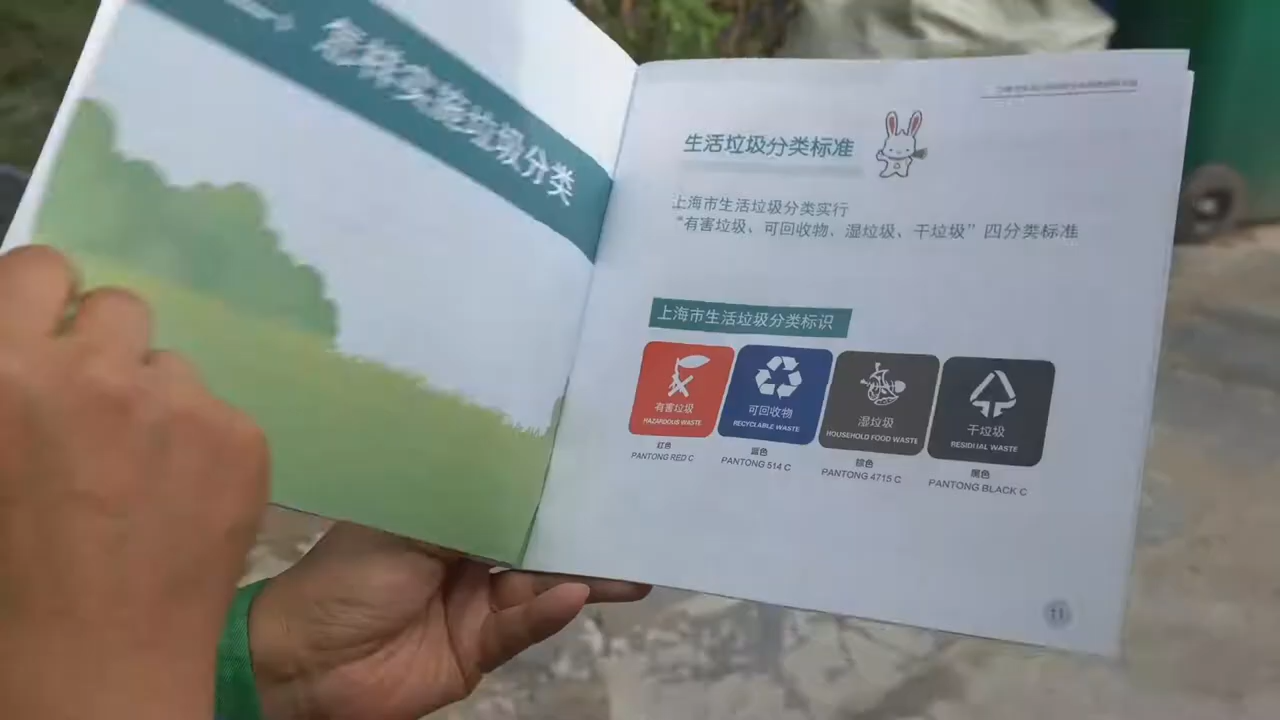 怎样实施垃圾分类
生活垃圾分类标准
上海市生活垃圾分类实行
“有害垃圾、可回收物、湿垃圾、干垃圾”四分类标准
上海市生活垃圾分类标识
有害垃圾
HAZARDOUS WASTE
红色
PANTONG RED C
可回收物
RECYCLABLE WASTE
蓝色
PANTONG 514 C
湿垃圾
HOUSEHOLD FOOD WASTE
棕色
PANTONG 4715 C
干垃圾
RESIDUAL WASTE
黑色
PANTONG BLACK C
11